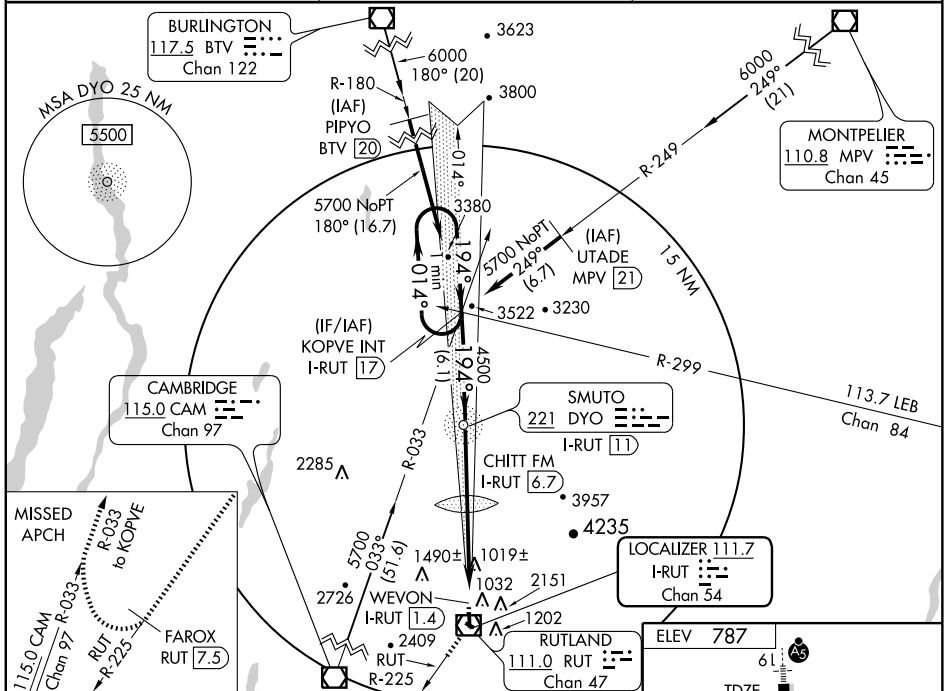 BURLINGTON
117.5 BTV
Chan 122
3623
6000
180° (20)
6000
249°
(21)
MSA DYO 25 NM
5500
R-180
(IAF)
PIPYO
BTV 20
3800
MONTPELIER
110.8 MPV
Chan 45
R-249
014°
5700 NoPT
180° (16.7)
3380
194°
1 min
014°
5700 NoPT
249°
(6.7)
(IAF)
UTADE
MPV 21
15 NM
3522
3230
(IF/IAF)
KOPVE INT
I-RUT 17
(6.1)
194°
4500
R-299
113.7 LEB
Chan 84
CAMBRIDGE
115.0 CAM
Chan 97
SMUTO
221 DYO
I-RUT 11
R-033
2285
CHITT FM
I-RUT 6.7
3957
4235
MISSED
APCH
R-033
to KOPVE
5700
033°
(51.6)
1490±
1019±
LOCALIZER 111.7
I-RUT
Chan 54
2726
WEVON
I-RUT 1.4
1032
2151
1202
115.0 CAM
Chan 97
R-033
RUT
R-225
FAROX
RUT 7.5
2409
RUT
R-225
RUTLAND
111.0 RUT
Chan 47
ELEV 787
6L
A5
TDZE